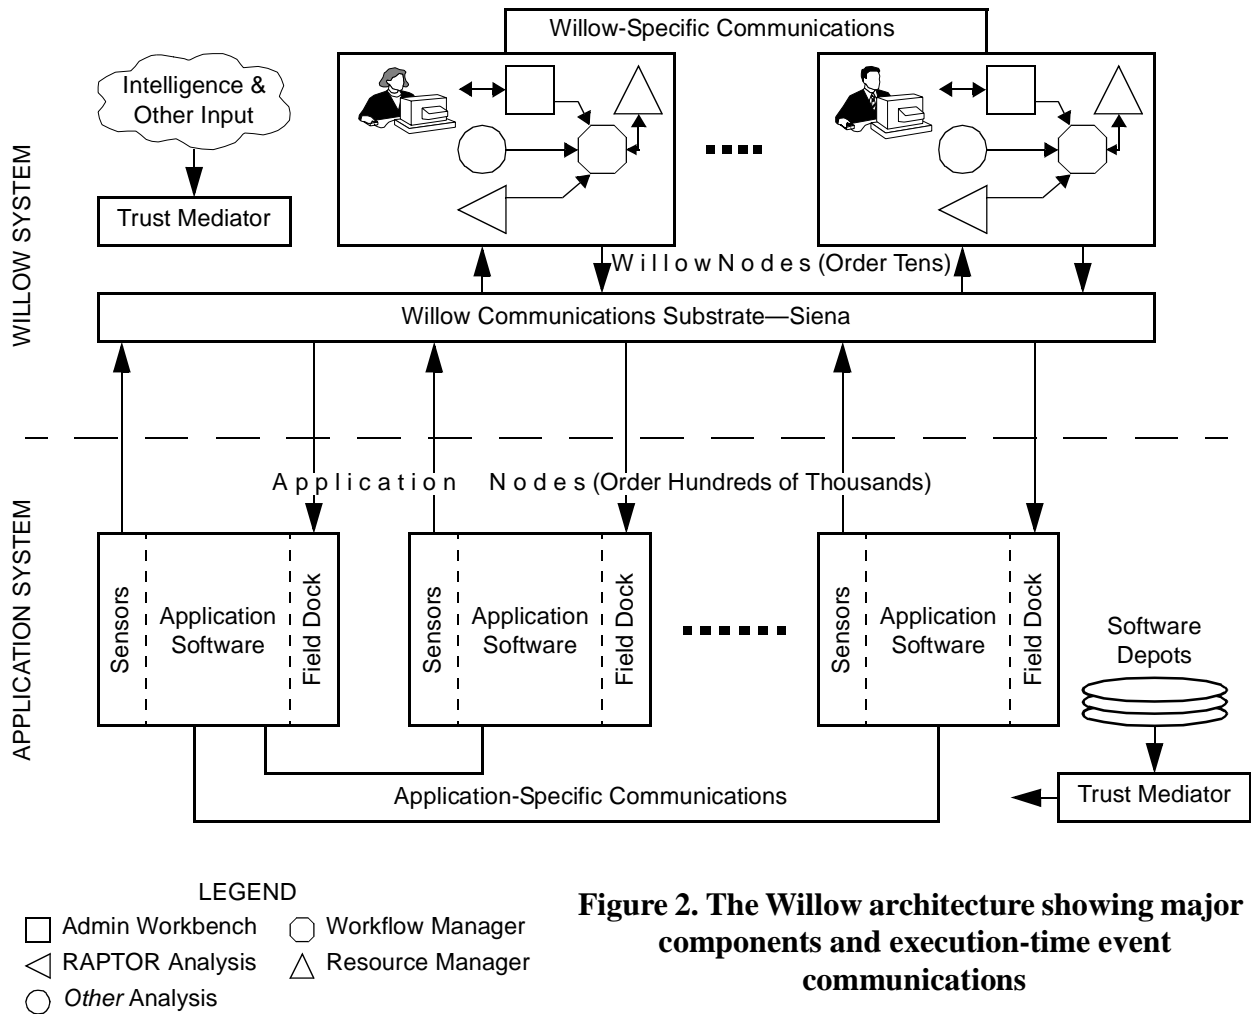 Willow-Specific Communications
Intelligence &
Other Input
Trust Mediator
WILLOW SYSTEM
W i l l o w N o d e s (Order Tens)
Willow Communications Substrate—Siena
A p p l i c a t i o n N o d e s (Order Hundreds of Thousands)
APPLICATION SYSTEM
Sensors
Application
Software
Field Dock
Sensors
Application
Software
Field Dock
Sensors
Application
Software
Field Dock
Software
Depots
Trust Mediator
Application-Specific Communications
LEGEND
Admin Workbench
Workflow Manager
RAPTOR Analysis
Resource Manager
Other Analysis
Figure 2. The Willow architecture showing major
components and execution-time event
communications